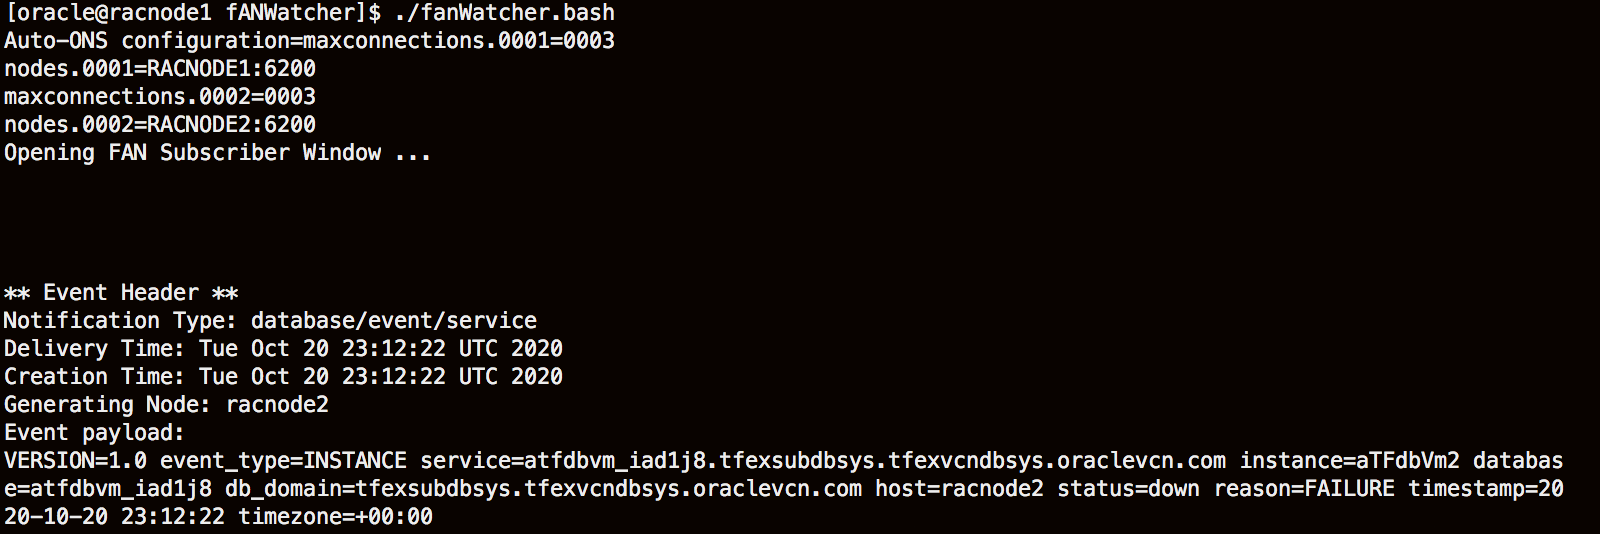 [oracle@racnode1 fANWatcher]$ ./fanWatcher.bash
Auto-ONS configuration=maxconnections.0001=0003
nodes.0001=RACNODE1:6200
maxconnections.0002=0003
nodes.0002=RACNODE2:6200
Opening FAN Subscriber Window ...
** Event Header **
Notification Type: database/event/service
Delivery Time: Tue Oct 20 23:12:22 UTC 2020
Creation Time: Tue Oct 20 23:12:22 UTC 2020
Generating Node: racnode2
Event payload:
VERSION=1.0 event_type=INSTANCE service=atfdbvm_iad1j8.tfexsubdbsys.tfexvcndbsys.oraclevcn.com instance=aTFdbVm2 databas
e=atfdbvm_iad1j8 db_domain=tfexsubdbsys.tfexvcndbsys.oraclevcn.com host=racnode2 status=down reason=FAILURE timestamp=20
20-10-20 23:12:22 timezone=+00:00